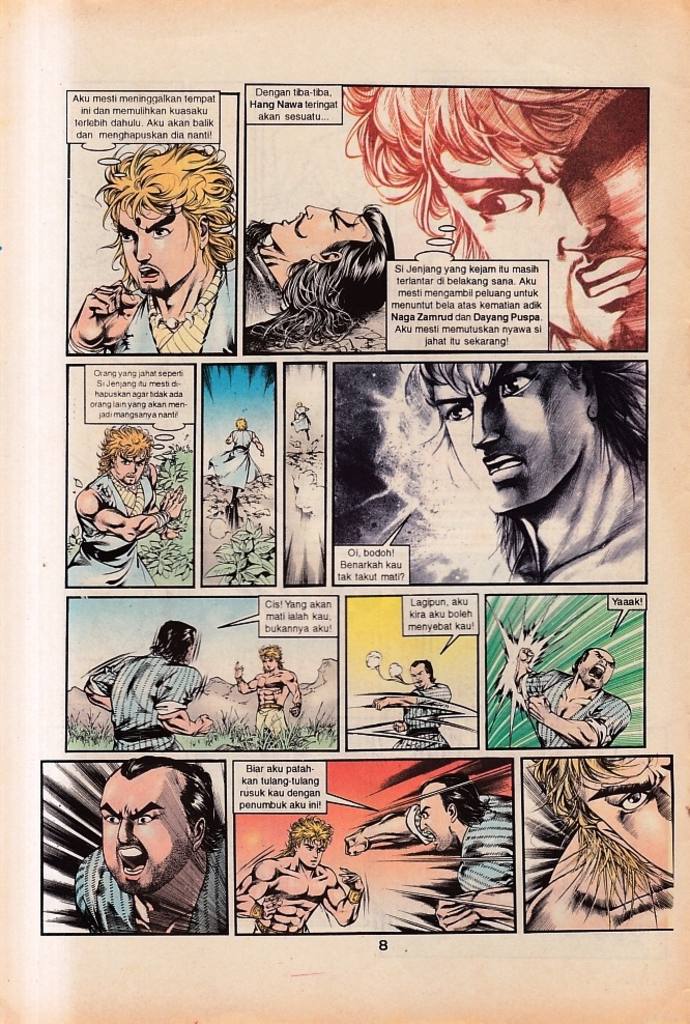 Aku mesti meninggalkan tempat
ini dan memulihkan kuasaku
terlebih dahulu. Aku akan balik
dan menghapuskan dia nanti!
Dengan tiba-tiba,
Hang Nawa teringat
akan sesuatu...
Si Jenjang yang kejam itu masih
terlantar di belakang sana. Aku
mesti mengambil peluang untuk
menuntut bela atas kematian adik
Naga Zamrud dan Dayang Puspa.
Aku mesti memutuskan nyawa si
jahat itu sekarang!
Orang yang jahat seperti
Si Jenjang itu mesti di-
hapuskan agar tidak ada
orang lain yang akan men-
jadi mangsanya nanti!
Oi, bodoh!
Benarkah kau
tak takut mati?
Cis! Yang akan
mati ialah kau,
bukannya aku!
Lagipun, aku
kira aku boleh
menyebat kau!
Yaaak!
Biar aku patah-
kan tulang-tulang
rusuk kau dengan
penumbuk aku ini!
8